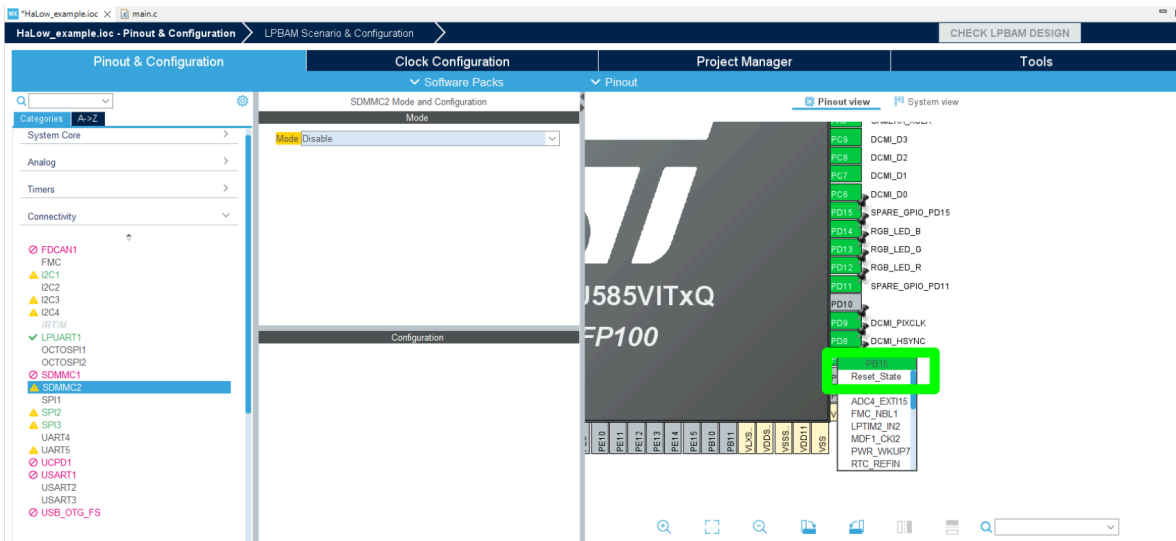 *HaLow_example.ioc
main.c
HaLow_example.ioc - Pinout & Configuration
LPBAM Scenario & Configuration
CHECK LPBAM DESIGN
Pinout & Configuration
Clock Configuration
Project Manager
Tools
Software Packs
Pinout
Categories A->Z
System Core
Analog
Timers
Connectivity
FDCAN1
FMC
I2C1
I2C2
I2C3
I2C4
IRTIM
LPUART1
OCTOSPI1
OCTOSPI2
SDMMC1
SDMMC2
SPI1
SPI2
SPI3
UART4
UART5
UCPD1
USART1
USART2
USART3
USB_OTG_FS
SDMMC2 Mode and Configuration
Mode
Mode Disable
Configuration
Pinout view
System view
PC9 DCMI_D3
PC8 DCMI_D2
PC7 DCMI_D1
PC6 DCMI_D0
PD15 SPARE_GPIO_PD15
PD14 RGB_LED_B
PD13 RGB_LED_G
PD12 RGB_LED_R
PD11 SPARE_GPIO_PD11
PD10
PD9 DCMI_PIXCLK
PD8 DCMI_HSYNC
J585VITxQ
FP100
PB15
Reset_State
ADC4_EXTI15
FMC_NBL1
LPTIM2_IN2
MDF1_CKI2
PWR_WKUP7
RTC_REFIN
PE10
PE11
PE12
PE13
PE14
PE15
PB10
PB11
VLXS..
VDDS..
VSSS..
VDD11
VSS